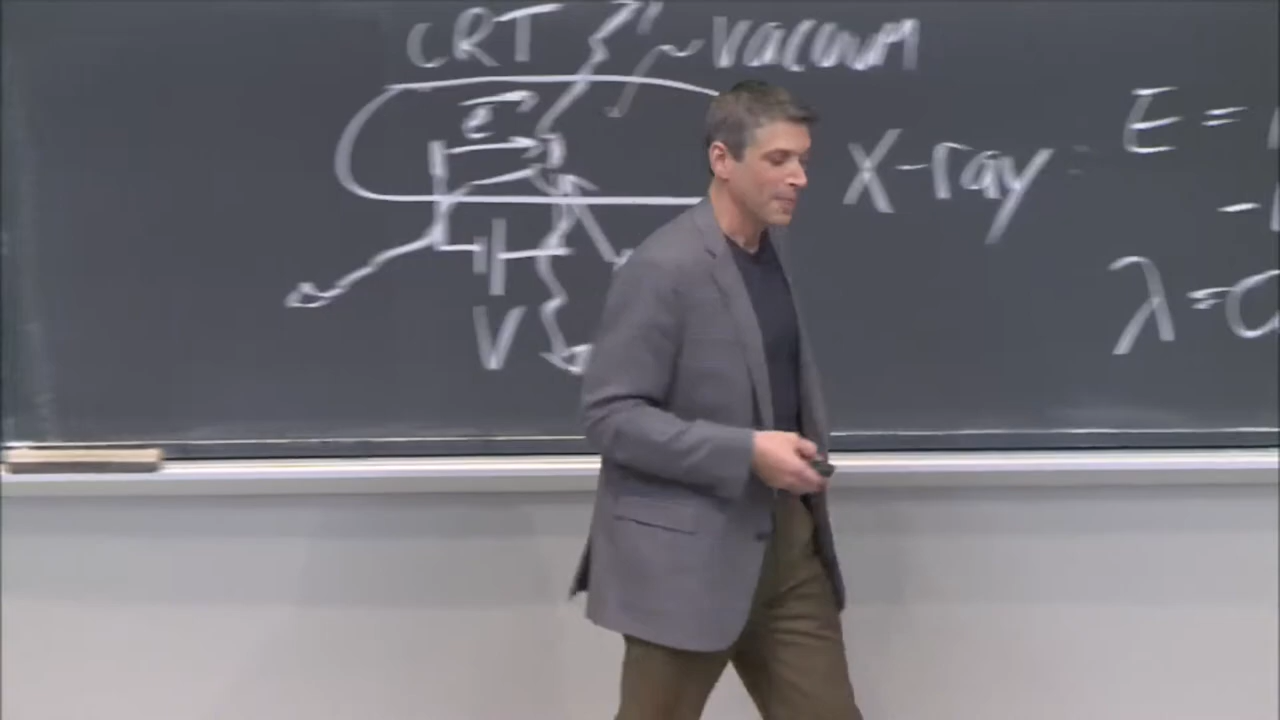 CRT
~vacuum
e⁻
V
X-ray
E =
λ =